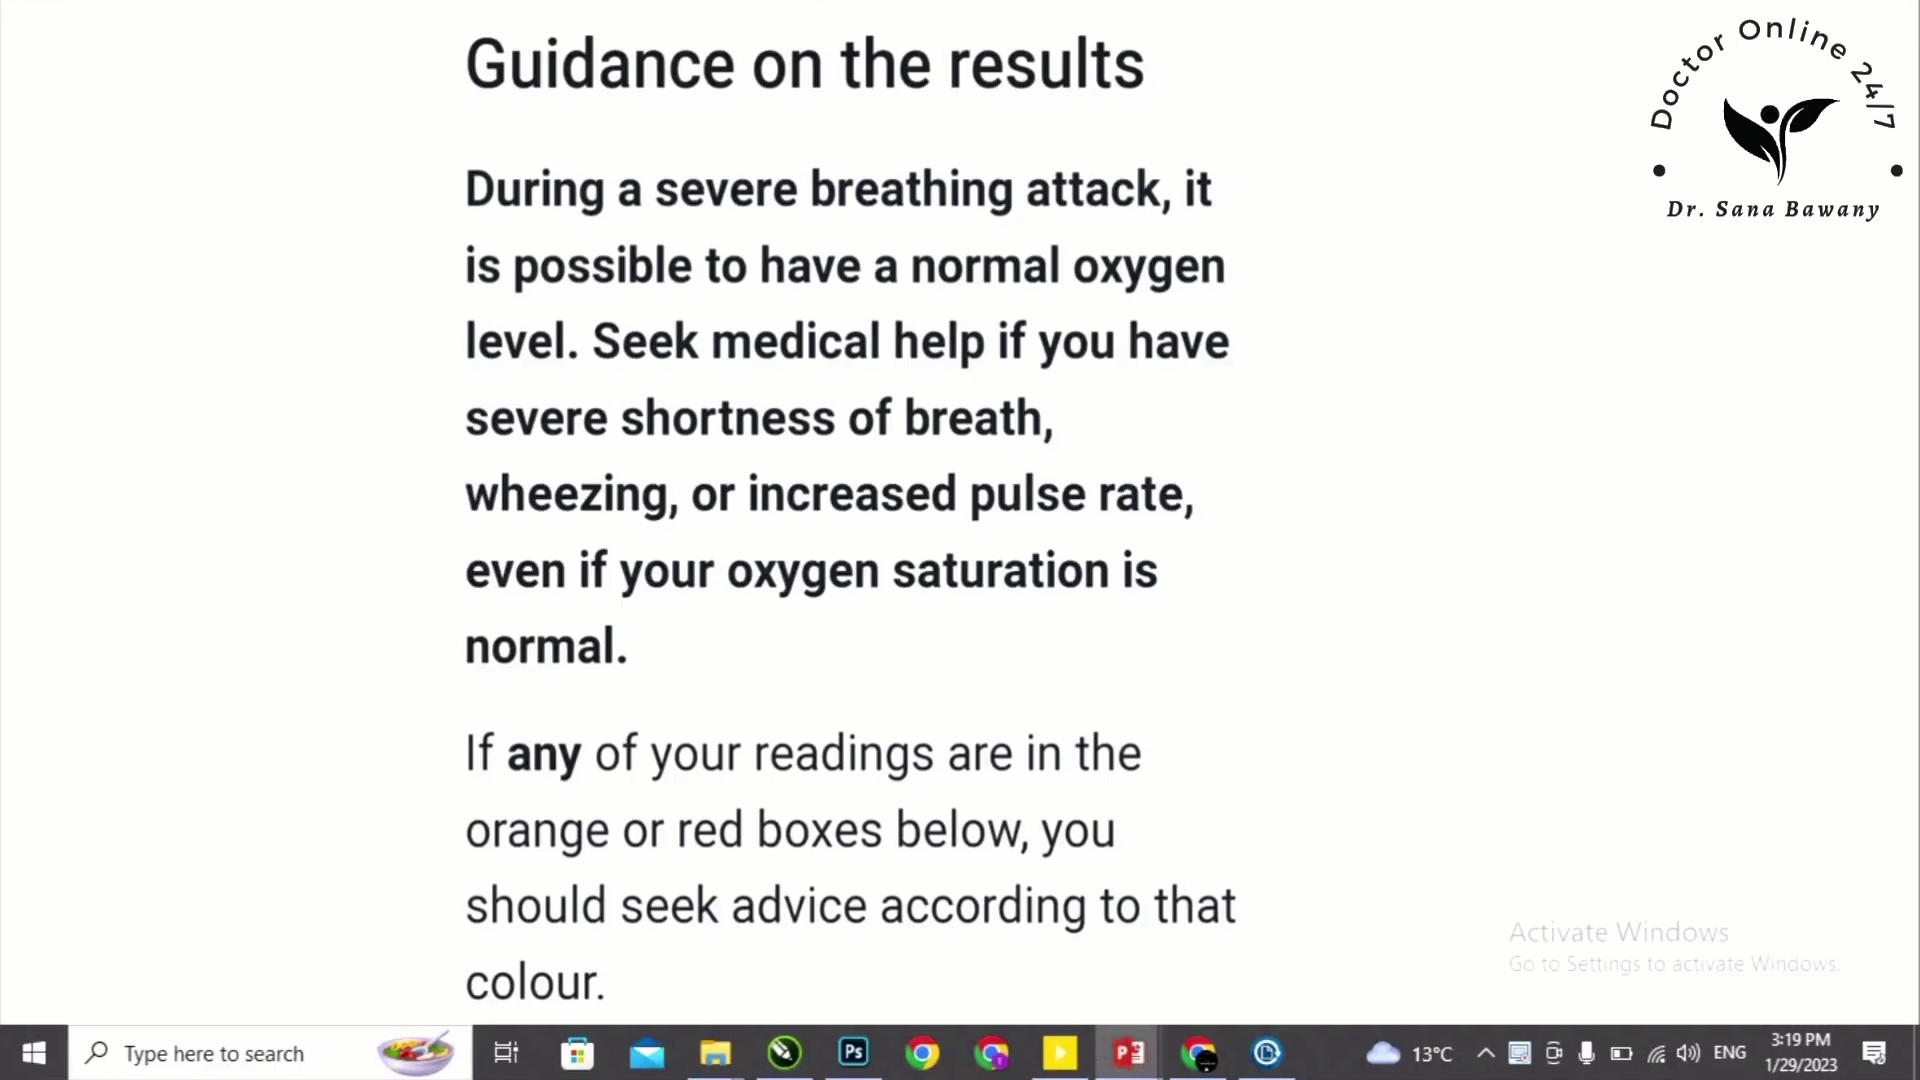 Guidance on the results
Doctor Online 24/7
Dr. Sana Bawany
During a severe breathing attack, it
is possible to have a normal oxygen
level. Seek medical help if you have
severe shortness of breath,
wheezing, or increased pulse rate,
even if your oxygen saturation is
normal.
If any of your readings are in the
orange or red boxes below, you
should seek advice according to that
colour.
Activate Windows
Go to Settings to activate Windows.
Type here to search
Ps
13°C
ENG
3:19 PM
1/29/2023